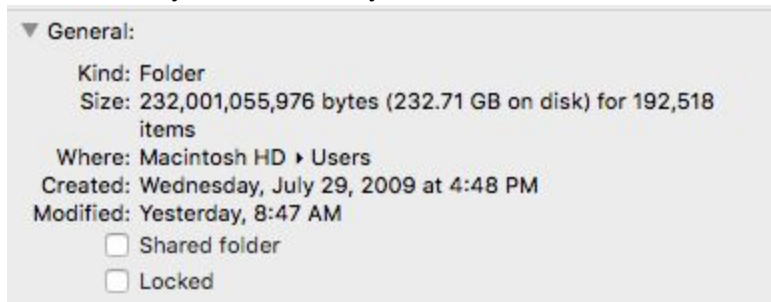 General:
Kind: Folder
Size: 232,001,055,976 bytes (232.71 GB on disk) for 192,518
items
Where: Macintosh HD ▸ Users
Created: Wednesday, July 29, 2009 at 4:48 PM
Modified: Yesterday, 8:47 AM
Shared folder
Locked